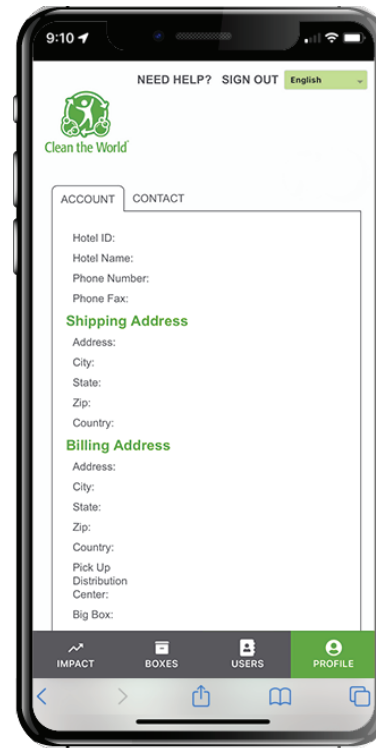 9:10
NEED HELP? SIGN OUT English
Clean the World
ACCOUNT CONTACT
Hotel ID:
Hotel Name:
Phone Number:
Phone Fax:
Shipping Address
Address:
City:
State:
Zip:
Country:
Billing Address
Address:
City:
State:
Zip:
Country:
Pick Up
Distribution
Center:
Big Box:
IMPACT BOXES USERS PROFILE